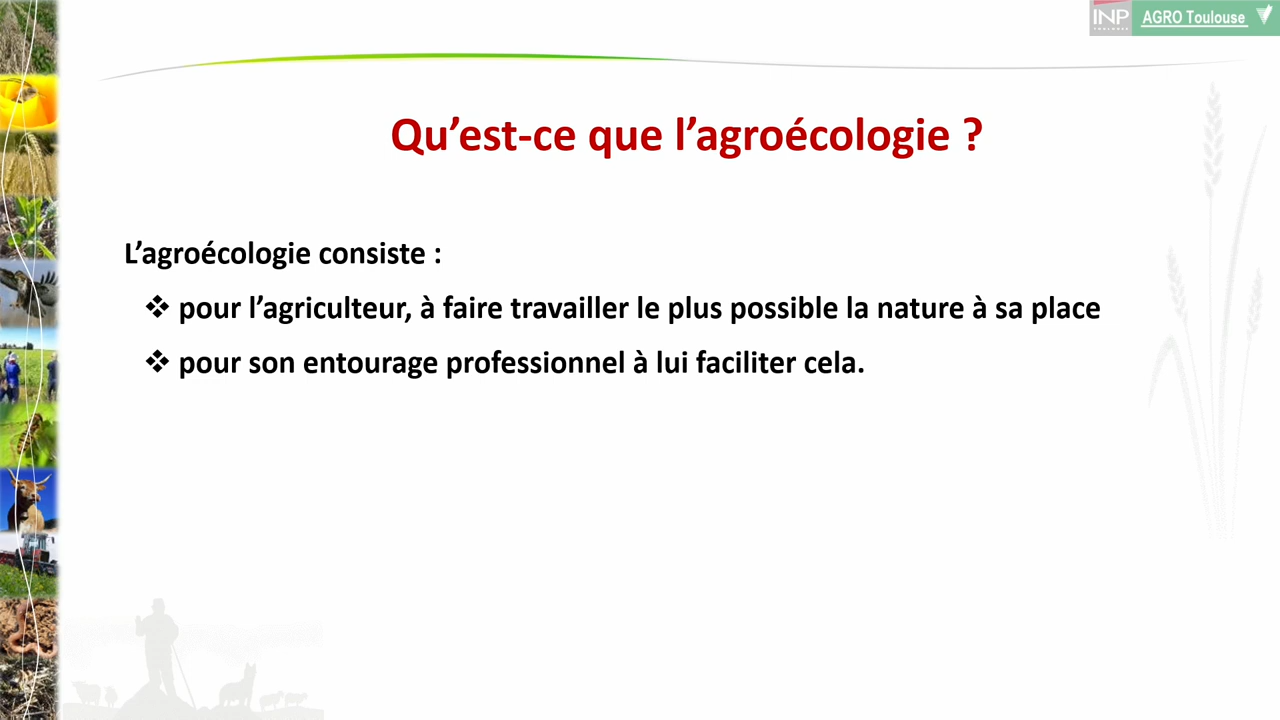 INP
TOULOUSE
AGRO Toulouse
Qu’est-ce que l’agroécologie ?
L’agroécologie consiste :
❖ pour l’agriculteur, à faire travailler le plus possible la nature à sa place
❖ pour son entourage professionnel à lui faciliter cela.